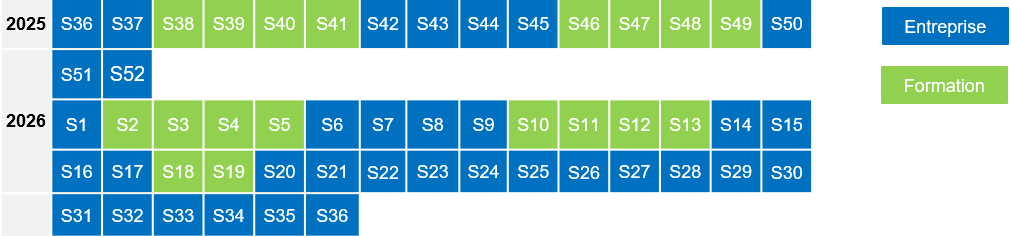 2025 S36 S37 S38 S39 S40 S41 S42 S43 S44 S45 S46 S47 S48 S49 S50 Entreprise
S51 S52 Formation
2026 S1 S2 S3 S4 S5 S6 S7 S8 S9 S10 S11 S12 S13 S14 S15
S16 S17 S18 S19 S20 S21 S22 S23 S24 S25 S26 S27 S28 S29 S30
S31 S32 S33 S34 S35 S36